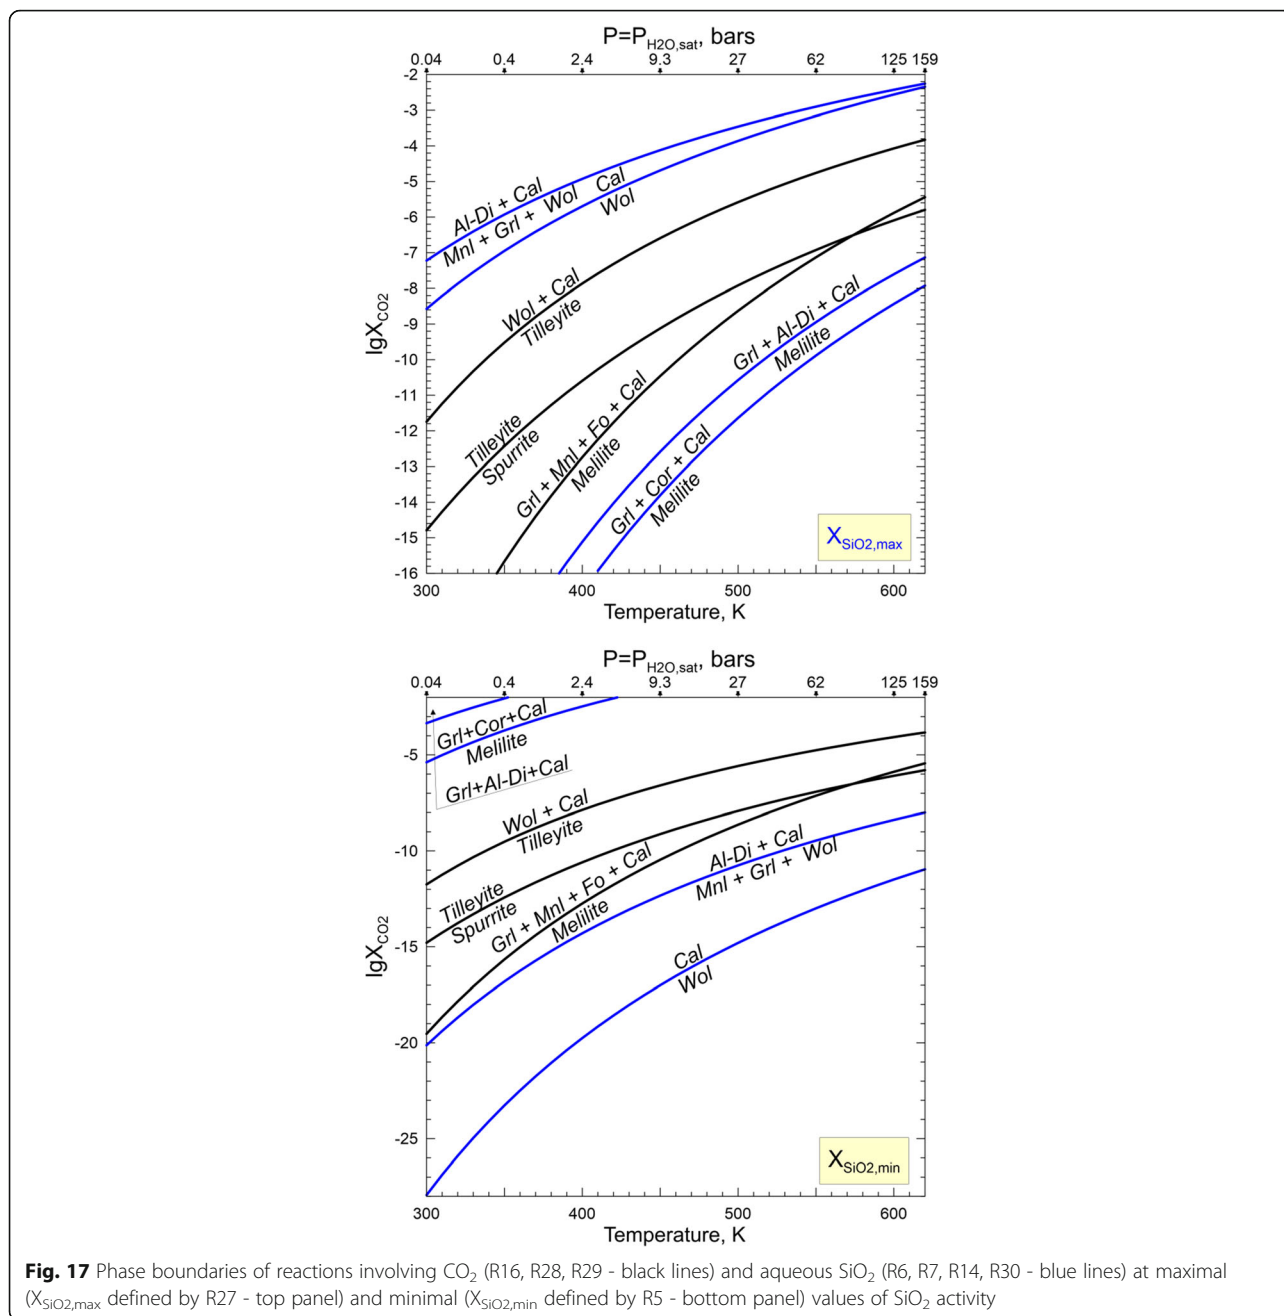 P=P H2O,sat, bars
0.04 0.4 2.4 9.3 27 62 125 159
-2
-3
-4
-5
-6
-7
-8
-9
-10
-11
-12
-13
-14
-15
-16
lgXCO2
Al-Di + Cal
Mnl + Grl + Wol
Cal
Wol
Wol + Cal
Tilleyite
Tilleyite
Spurrite
Grl + Mnl + Fo + Cal
Melilite
Grl + Al-Di + Cal
Melilite
Grl + Cor + Cal
Melilite
XSiO2,max
300 400 500 600
Temperature, K
P=P H2O,sat, bars
0.04 0.4 2.4 9.3 27 62 125 159
-5
-10
-15
-20
-25
lgXCO2
Grl+Cor+Cal
Melilite
Grl+Al-Di+Cal
Wol + Cal
Tilleyite
Tilleyite
Spurrite
Grl + Mnl + Fo + Cal
Melilite
Al-Di + Cal
Mnl + Grl + Wol
Cal
Wol
XSiO2,min
300 400 500 600
Temperature, K
Fig. 17 Phase boundaries of reactions involving CO2 (R16, R28, R29 - black lines) and aqueous SiO2 (R6, R7, R14, R30 - blue lines) at maximal
(XSiO2,max defined by R27 - top panel) and minimal (XSiO2,min defined by R5 - bottom panel) values of SiO2 activity